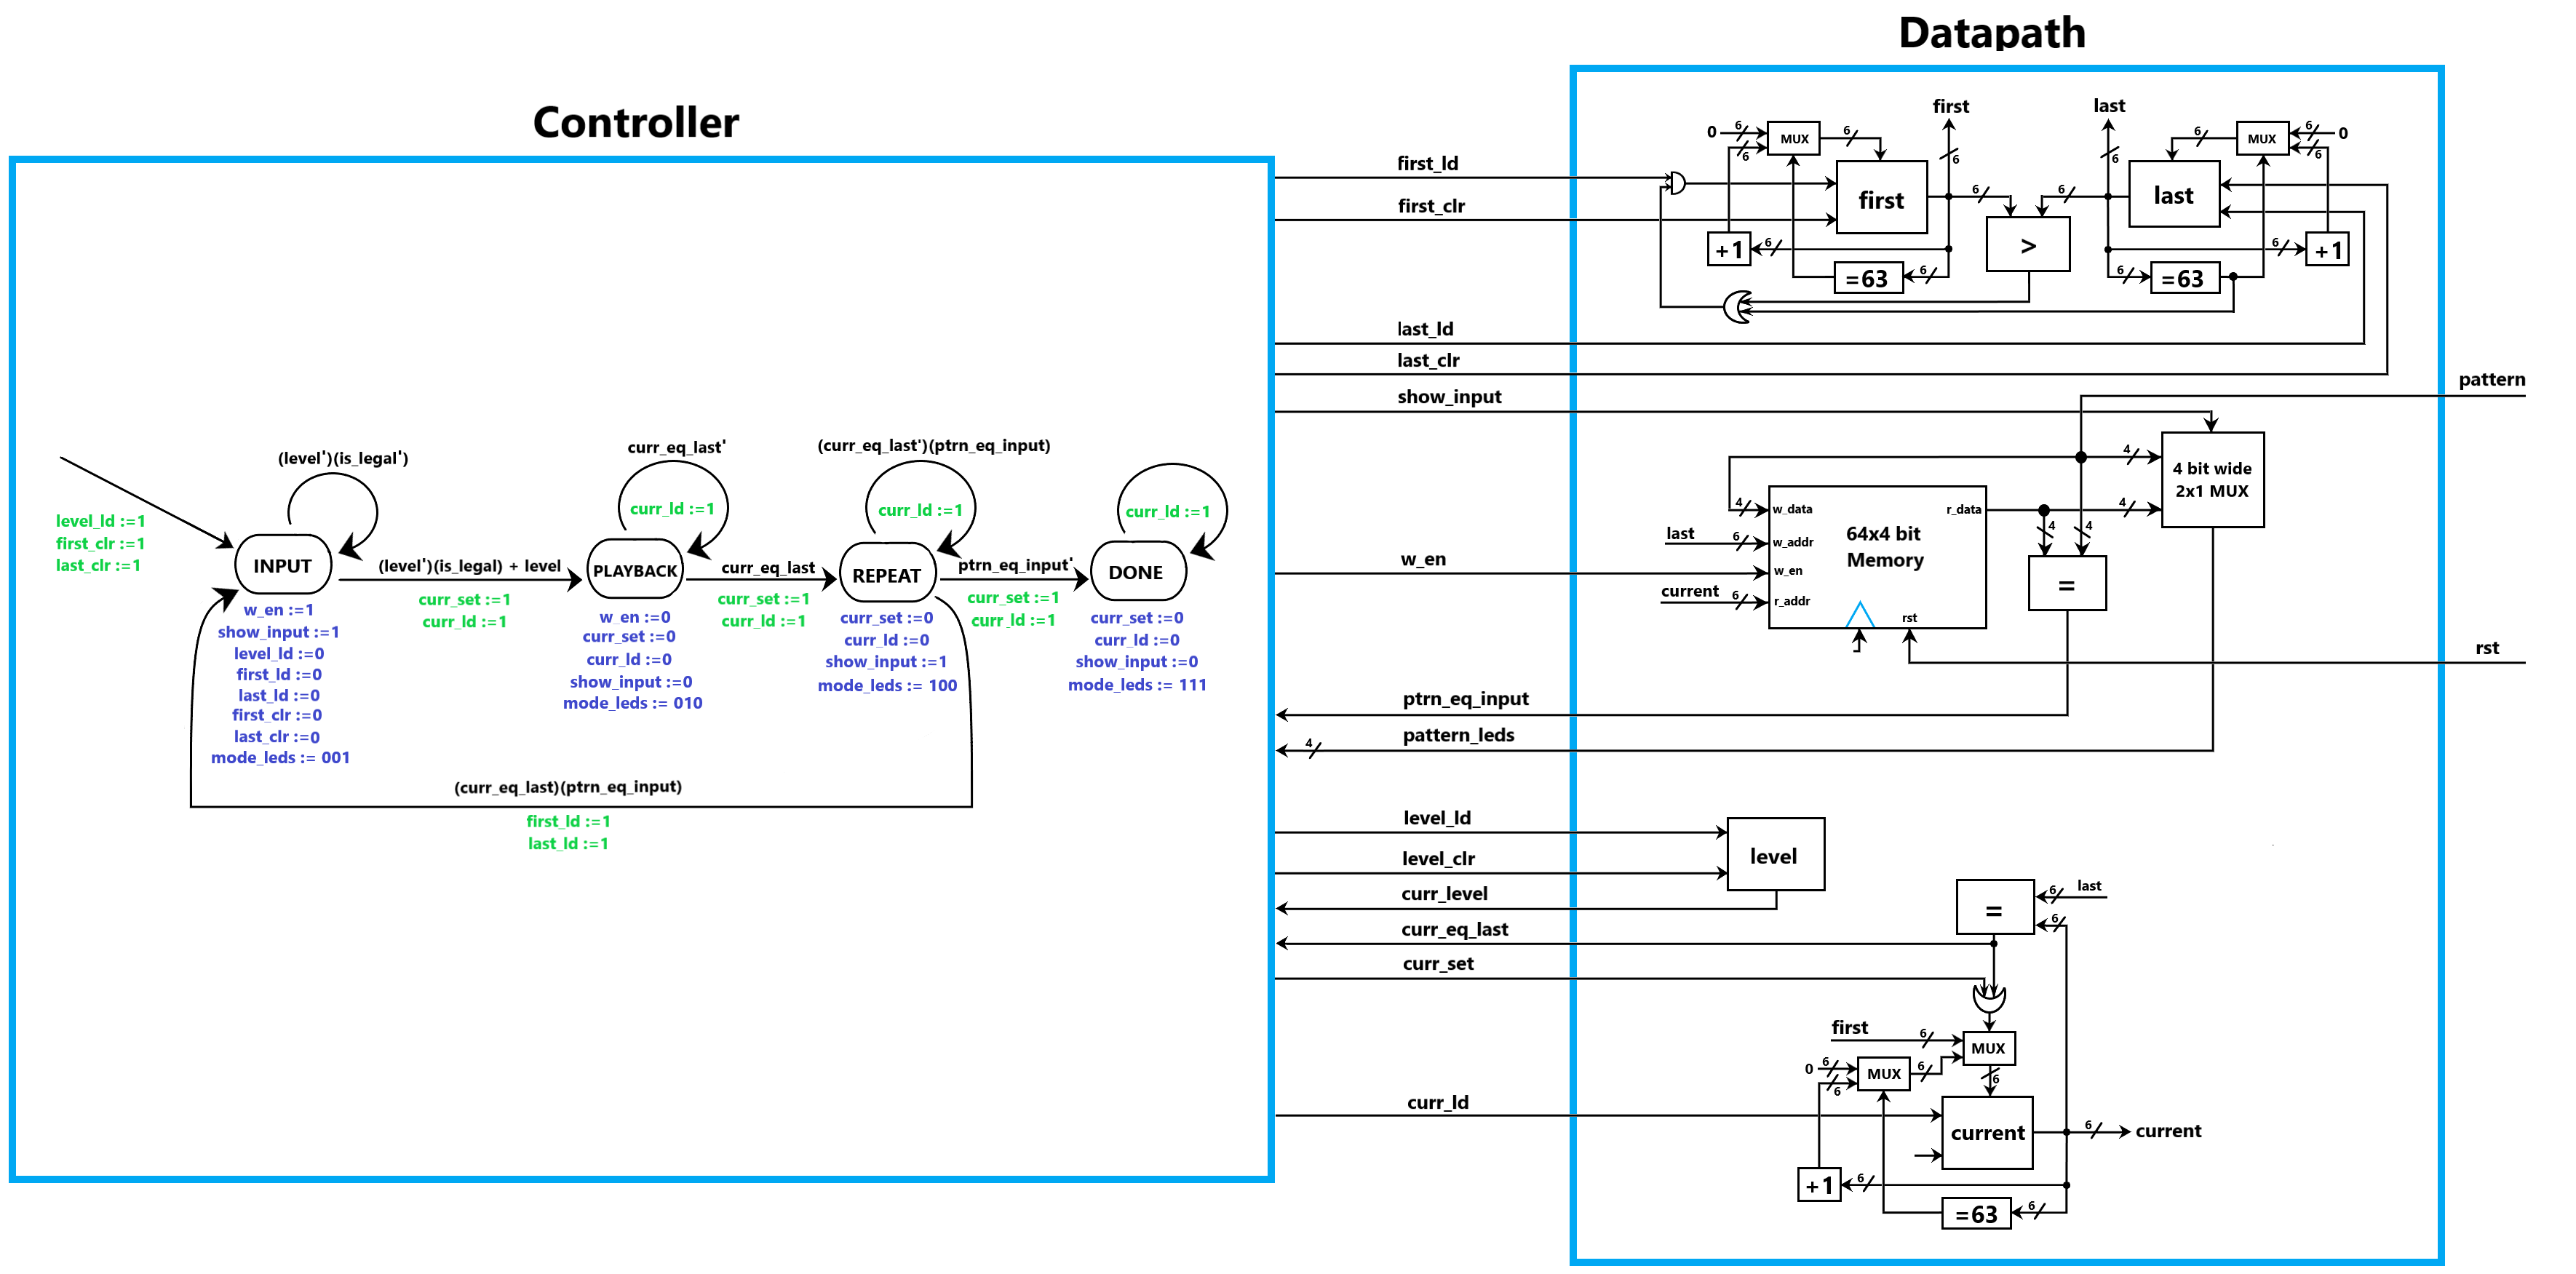 Controller
(level')(is_legal')
level_ld :=1
first_clr :=1
last_clr :=1
INPUT
w_en :=1
show_input :=1
level_ld :=0
first_ld :=0
last_ld :=0
first_clr :=0
last_clr :=0
mode_leds := 001
(level')(is_legal) + level
curr_set :=1
curr_ld :=1
curr_eq_last'
curr_ld :=1
PLAYBACK
w_en :=0
curr_set :=0
curr_ld :=0
show_input :=0
mode_leds := 010
curr_eq_last
curr_set :=1
curr_ld :=1
(curr_eq_last')(ptrn_eq_input)
curr_ld :=1
REPEAT
curr_set :=0
curr_ld :=0
show_input :=1
mode_leds := 100
ptrn_eq_input'
curr_set :=1
curr_ld :=1
curr_ld :=1
DONE
curr_set :=0
curr_ld :=0
show_input :=0
mode_leds := 111
(curr_eq_last)(ptrn_eq_input)
first_ld :=1
last_ld :=1
first_ld
first_clr
last_ld
last_clr
show_input
w_en
ptrn_eq_input
pattern_leds
4
level_ld
level_clr
curr_level
curr_eq_last
curr_set
curr_ld
Datapath
first
last
0
6
6
MUX
6
6
6
MUX
6
0
6
first
6
>
6
last
+1
6
=63
6
6
=63
6
+1
pattern
4
4 bit wide
2x1 MUX
4
w_data
r_data
4
last
6
w_addr
64x4 bit
Memory
4
4
w_en
=
current
6
r_addr
rst
rst
level
=
6
last
6
first
6
MUX
0
6
6
MUX
6
6
current
6
current
+1
6
=63
6